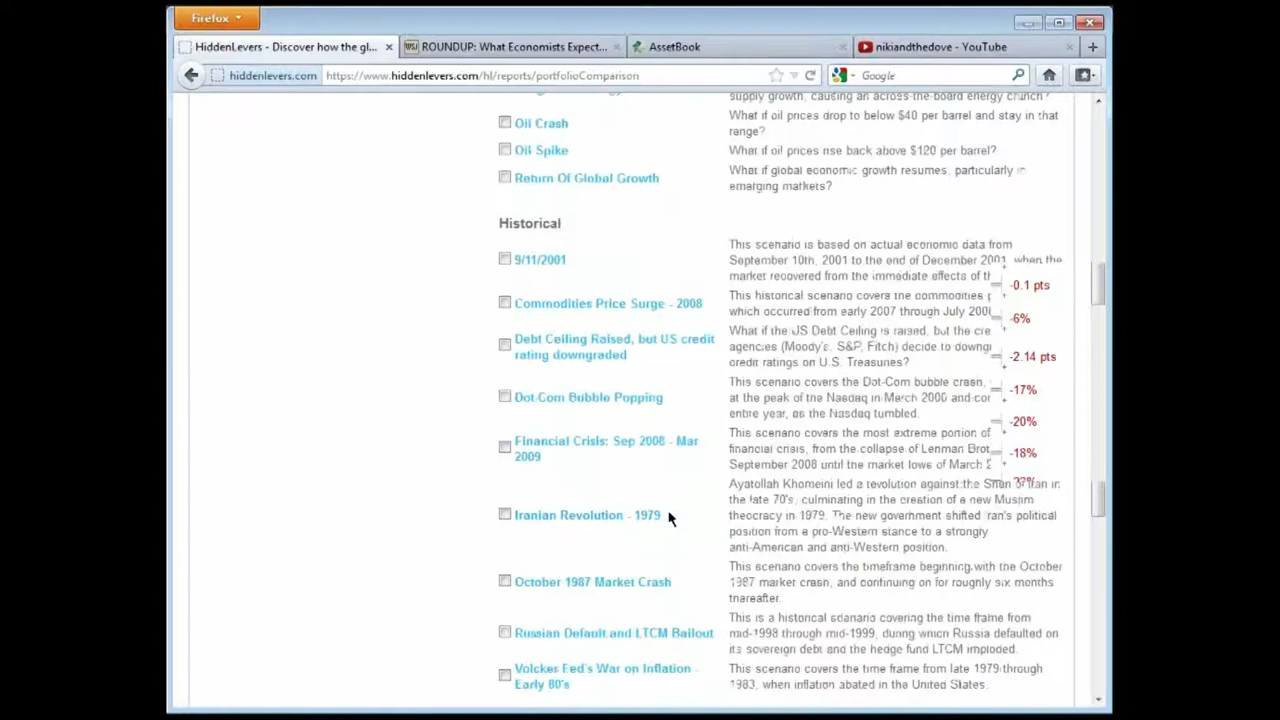 Firefox
HiddenLevers - Discover how the gl...
ROUNDUP: What Economists Expect...
AssetBook
nikiandthedove - YouTube
hiddenlevers.com
https://www.hiddenlevers.com/hl/reports/portfolioComparison
Google
supply growth, causing an across-the-board energy crunch?
Oil Crash
What if oil prices drop to below $40 per barrel and stay in that
range?
Oil Spike
What if oil prices rise back above $120 per barrel?
Return Of Global Growth
What if global economic growth resumes, particularly in
emerging markets?
Historical
9/11/2001
This scenario is based on actual economic data from
September 10th, 2001 to the end of December 2001, when the
market recovered from the immediate effects of th
Commodities Price Surge - 2008
This historical scenario covers the commodities p
which occurred from early 2007 through July 200
Debt Ceiling Raised, but US credit
rating downgraded
What if the US Debt Ceiling is raised, but the cre
agencies (Moody's, S&P, Fitch) decide to downg
credit ratings on U.S. Treasuries?
Dot-Com Bubble Popping
This scenario covers the Dot-Com bubble crash,
at the peak of the Nasdaq in March 2000 and con
entire year, as the Nasdaq tumbled.
Financial Crisis: Sep 2008 - Mar
2009
This scenario covers the most extreme portion of
financial crisis, from the collapse of Lehman Brot
September 2008 until the market lows of March 2
Iranian Revolution - 1979
Ayatollah Khomeini led a revolution against the Shah of Iran in
the late 70's, culminating in the creation of a new Muslim
theocracy in 1979. The new government shifted Iran's political
position from a pro-Western stance to a strongly
anti-American and anti-Western position.
October 1987 Market Crash
This scenario covers the timeframe beginning with the October
1987 market crash, and continuing on for roughly six months
thereafter.
Russian Default and LTCM Bailout
This is a historical scenario covering the time frame from
mid-1998 through mid-1999, during which Russia defaulted on
its sovereign debt and the hedge fund LTCM imploded.
Volcker Fed's War on Inflation -
Early 80's
This scenario covers the time frame from late 1979 through
1983, when inflation abated in the United States.
-0.1 pts
-6%
-2.14 pts
-17%
-20%
-18%